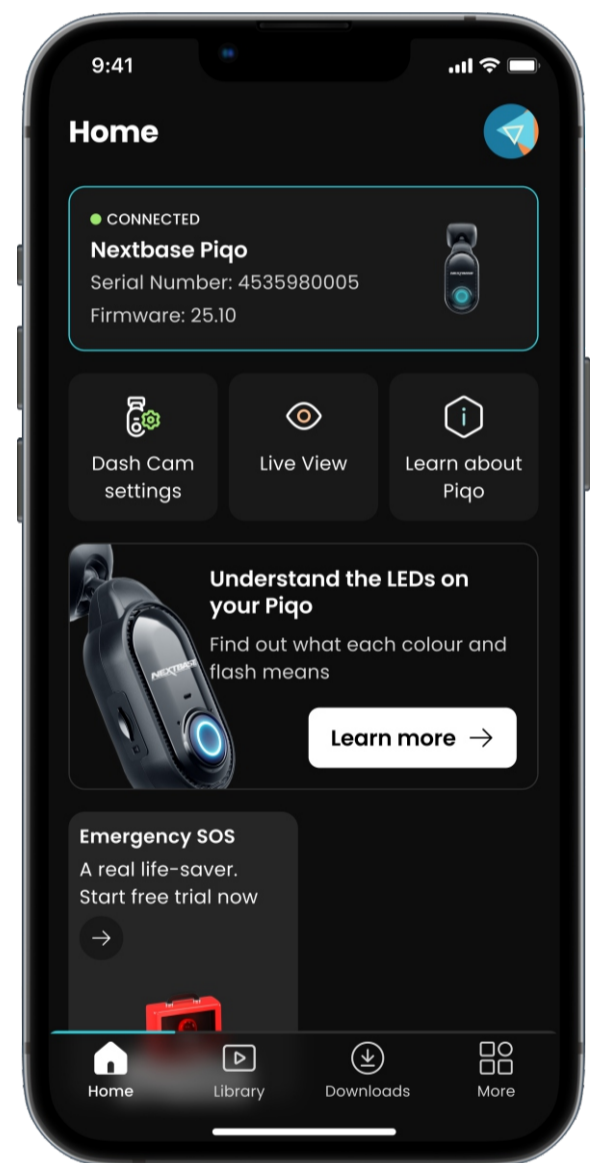 9:41
Home
CONNECTED
Nextbase Piqo
Serial Number: 4535980005
Firmware: 25.10
Dash Cam
settings
Live View
Learn about
Piqo
Understand the LEDs on
your Piqo
Find out what each colour and
flash means
NEXTBASE
Learn more
Emergency SOS
A real life-saver.
Start free trial now
Home
Library
Downloads
More